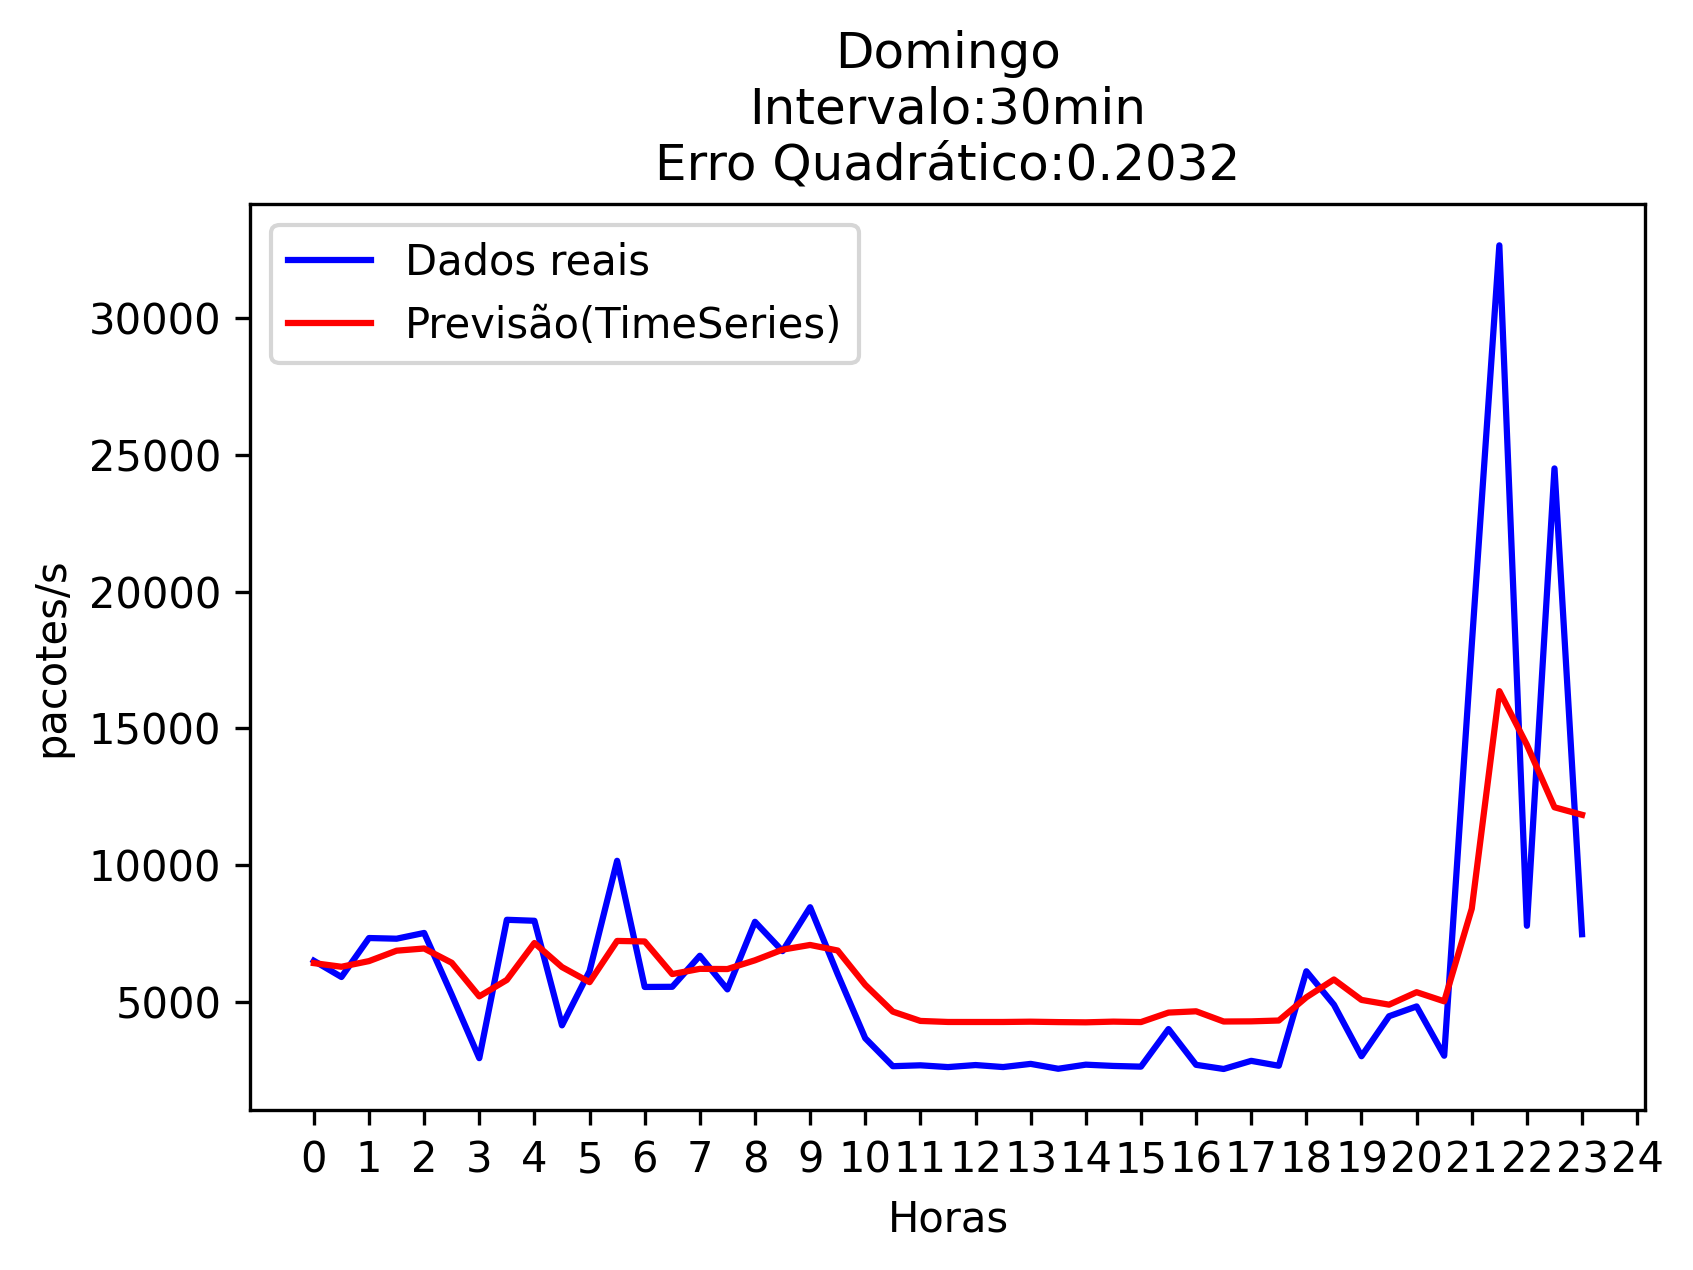 Domingo
Intervalo:30min
Erro Quadrático:0.2032
Dados reais
Previsão(TimeSeries)
30000
25000
20000
15000
10000
5000
pacotes/s
0 1 2 3 4 5 6 7 8 9 10 11 12 13 14 15 16 17 18 19 20 21 22 23 24
Horas